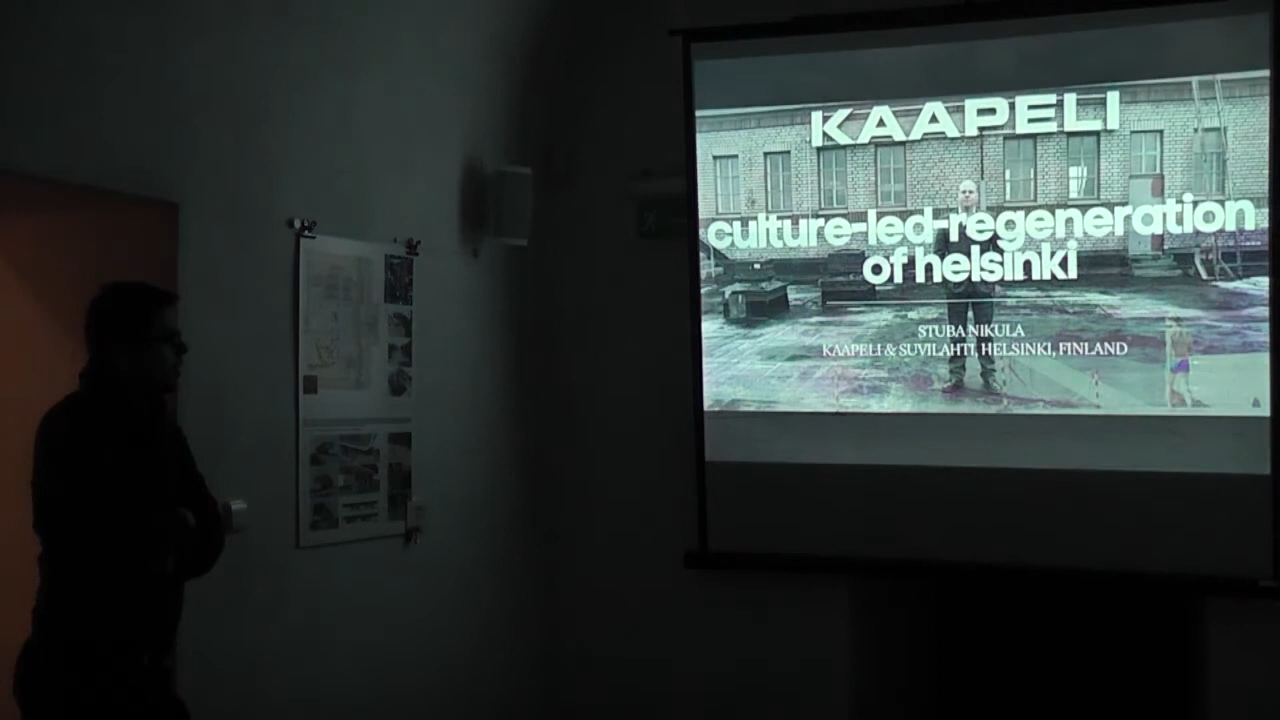 KAAPELI
culture-led-regeneration
of helsinki
STUBA NIKULA
KAAPELI & SUVILAHTI, HELSINKI, FINLAND